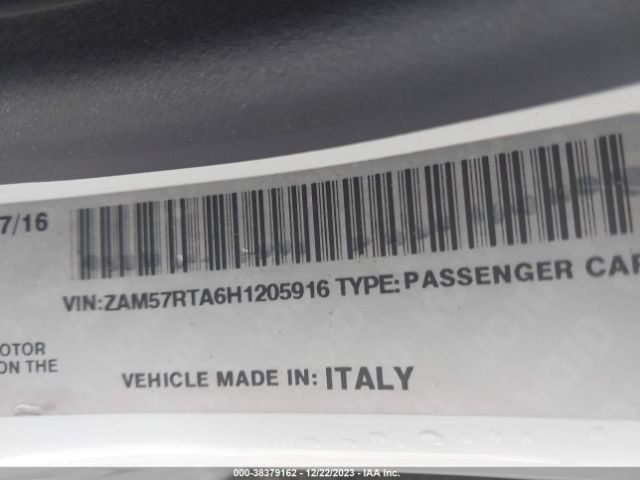 7/16
VIN:ZAM57RTA6H1205916 TYPE:PASSENGER CAR
OTOR
ON THE
VEHICLE MADE IN: ITALY
000-38379162 - 12/22/2023 - IAA Inc.